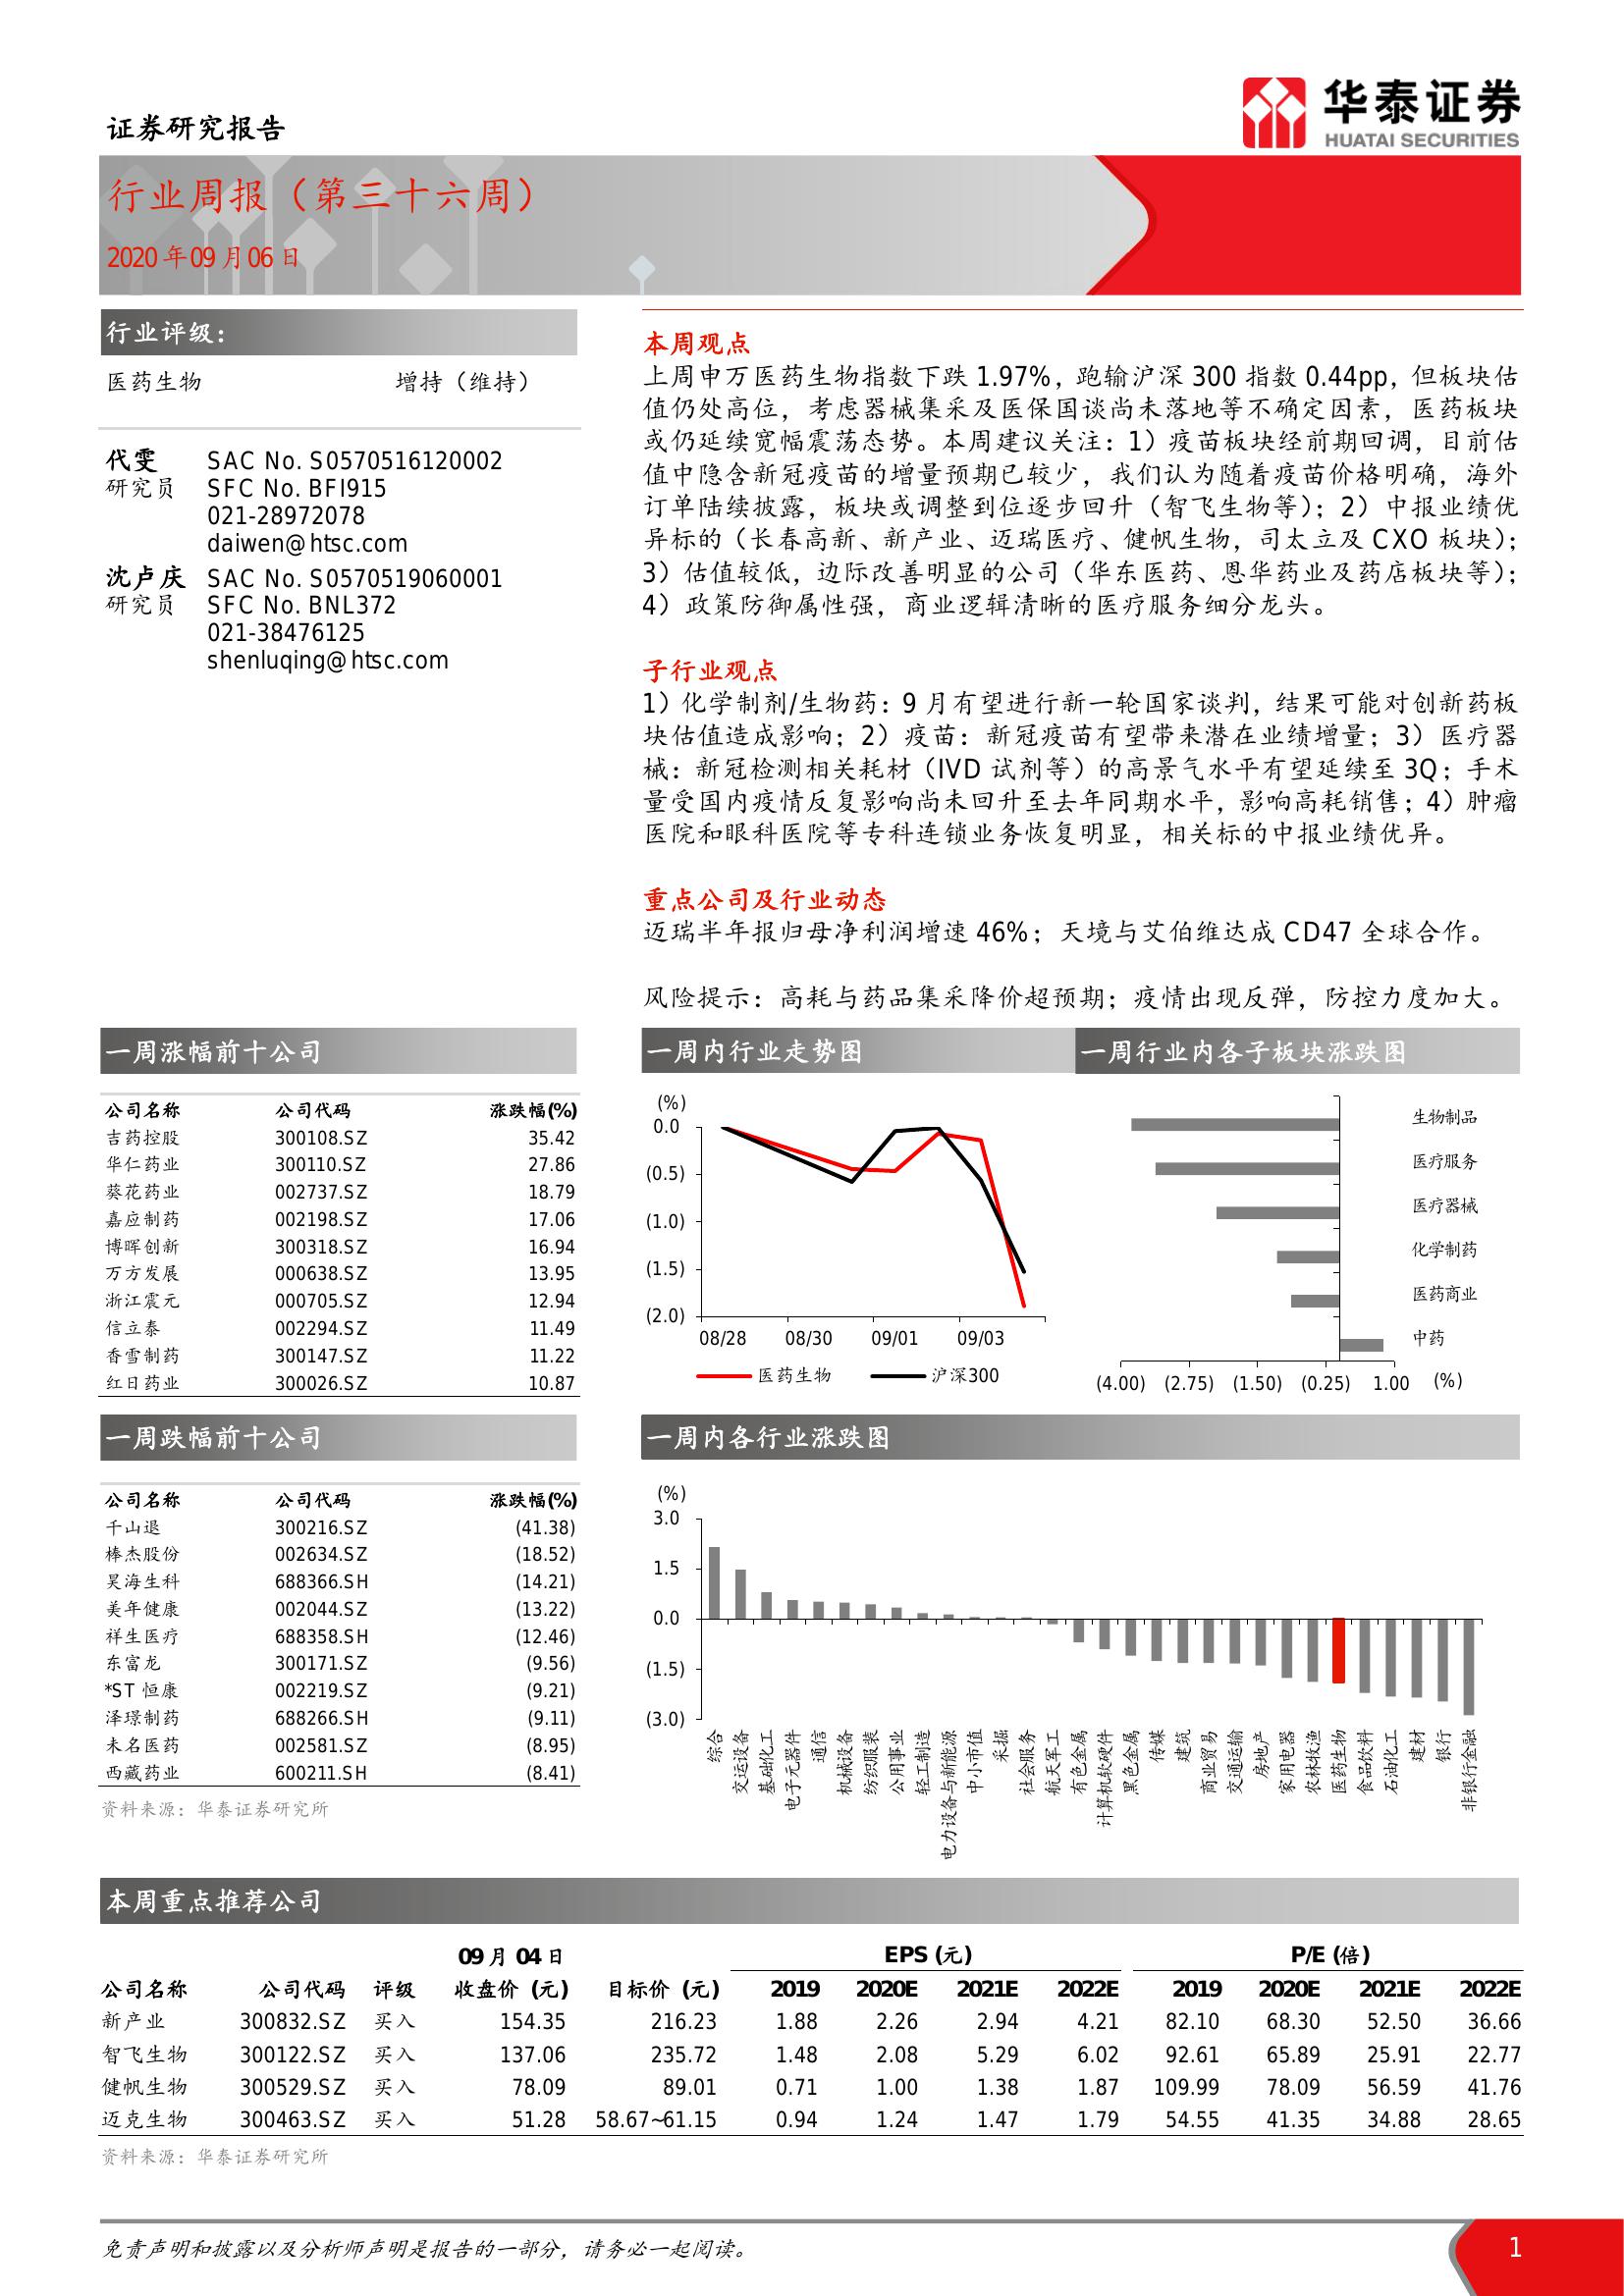 华泰证券
HUATAI SECURITIES
证券研究报告
行业周报（第三十六周）
2020 年 09 月 06 日
行业评级：
医药生物 增持（维持）
代雯 SAC No. S0570516120002
研究员 SFC No. BFI915
021-28972078
daiwen@htsc.com
沈卢庆 SAC No. S0570519060001
研究员 SFC No. BNL372
021-38476125
shenluqing@htsc.com
本周观点
上周申万医药生物指数下跌 1.97%，跑输沪深 300 指数 0.44pp，但板块估
值仍处高位，考虑器械集采及医保国谈尚未落地等不确定因素，医药板块
或仍延续宽幅震荡态势。本周建议关注：1）疫苗板块经前期回调，目前估
值中隐含新冠疫苗的增量预期已较少，我们认为随着疫苗价格明确，海外
订单陆续披露，板块或调整到位逐步回升（智飞生物等）；2）中报业绩优
异标的（长春高新、新产业、迈瑞医疗、健帆生物，司太立及 CXO 板块）；
3）估值较低，边际改善明显的公司（华东医药、恩华药业及药店板块等）；
4）政策防御属性强，商业逻辑清晰的医疗服务细分龙头。
子行业观点
1）化学制剂/生物药：9 月有望进行新一轮国家谈判，结果可能对创新药板
块估值造成影响；2）疫苗：新冠疫苗有望带来潜在业绩增量；3）医疗器
械：新冠检测相关耗材（IVD 试剂等）的高景气水平有望延续至 3Q；手术
量受国内疫情反复影响尚未回升至去年同期水平，影响高耗销售；4）肿瘤
医院和眼科医院等专科连锁业务恢复明显，相关标的中报业绩优异。
重点公司及行业动态
迈瑞半年报归母净利润增速 46%；天境与艾伯维达成 CD47 全球合作。
风险提示：高耗与药品集采降价超预期；疫情出现反弹，防控力度加大。
一周涨幅前十公司
公司名称 公司代码 涨跌幅(%)
吉药控股 300108.SZ 35.42
华仁药业 300110.SZ 27.86
葵花药业 002737.SZ 18.79
嘉应制药 002198.SZ 17.06
博晖创新 300318.SZ 16.94
万方发展 000638.SZ 13.95
浙江震元 000705.SZ 12.94
信立泰 002294.SZ 11.49
香雪制药 300147.SZ 11.22
红日药业 300026.SZ 10.87
一周内行业走势图
(%)
0.0
(0.5)
(1.0)
(1.5)
(2.0)
08/28 08/30 09/01 09/03
医药生物 沪深300
一周行业内各子板块涨跌图
生物制品
医疗服务
医疗器械
化学制药
医药商业
中药
(4.00) (2.75) (1.50) (0.25) 1.00 (%)
一周跌幅前十公司
公司名称 公司代码 涨跌幅(%)
千山退 300216.SZ (41.38)
棒杰股份 002634.SZ (18.52)
昊海生科 688366.SH (14.21)
美年健康 002044.SZ (13.22)
祥生医疗 688358.SH (12.46)
东富龙 300171.SZ (9.56)
*ST 恒康 002219.SZ (9.21)
泽璟制药 688266.SH (9.11)
未名医药 002581.SZ (8.95)
西藏药业 600211.SH (8.41)
资料来源：华泰证券研究所
一周内各行业涨跌图
(%)
3.0
1.5
0.0
(1.5)
(3.0)
综合
交运设备
基础化工
电子元器件
通信
机械设备
纺织服装
公用事业
轻工制造
电力设备与新能源
中小市值
采掘
社会服务
航天军工
有色金属
计算机软硬件
黑色金属
传媒
建筑
商业贸易
交通运输
房地产
家用电器
农林牧渔
医药生物
食品饮料
石油化工
建材
银行
非银行金融
本周重点推荐公司
09 月 04 日 EPS (元) P/E (倍)
公司名称 公司代码 评级 收盘价 (元) 目标价 (元) 2019 2020E 2021E 2022E 2019 2020E 2021E 2022E
新产业 300832.SZ 买入 154.35 216.23 1.88 2.26 2.94 4.21 82.10 68.30 52.50 36.66
智飞生物 300122.SZ 买入 137.06 235.72 1.48 2.08 5.29 6.02 92.61 65.89 25.91 22.77
健帆生物 300529.SZ 买入 78.09 89.01 0.71 1.00 1.38 1.87 109.99 78.09 56.59 41.76
迈克生物 300463.SZ 买入 51.28 58.67~61.15 0.94 1.24 1.47 1.79 54.55 41.35 34.88 28.65
资料来源：华泰证券研究所
免责声明和披露以及分析师声明是报告的一部分，请务必一起阅读。 1